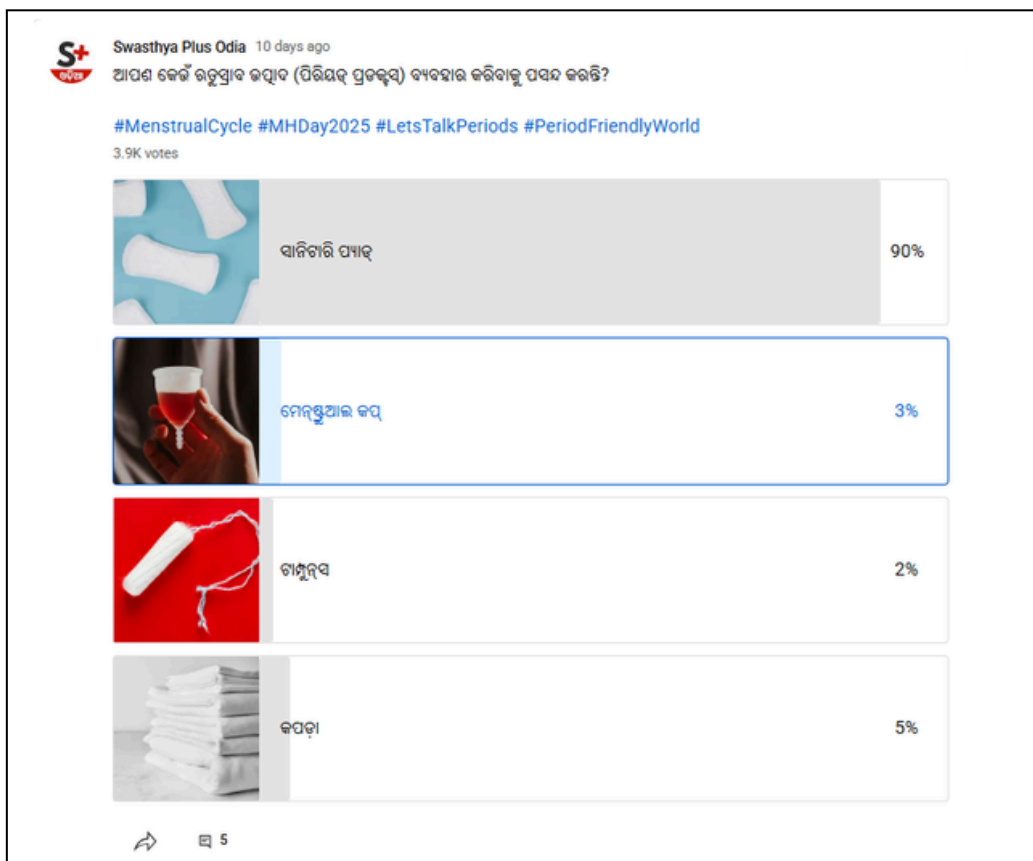 S+
ଓଡ଼ିଆ
Swasthya Plus Odia 10 days ago
ଆପଣ କେଉଁ ଋତୁସ୍ରାବ ଉତ୍ପାଦ (ପିରିୟଡ୍ ପ୍ରଡକ୍ଟସ୍) ବ୍ୟବହାର କରିବାକୁ ପସନ୍ଦ କରନ୍ତି?
#MenstrualCycle #MHDay2025 #LetsTalkPeriods #PeriodFriendlyWorld
3.9K votes
ସାନିଟାରି ପ୍ୟାଡ୍ 90%
ମେନ୍‌ଷ୍ଟ୍ରୁଆଲ କପ୍ 3%
ଟାମ୍ପୁନ୍‌ସ 2%
କପଡ଼ା 5%
5